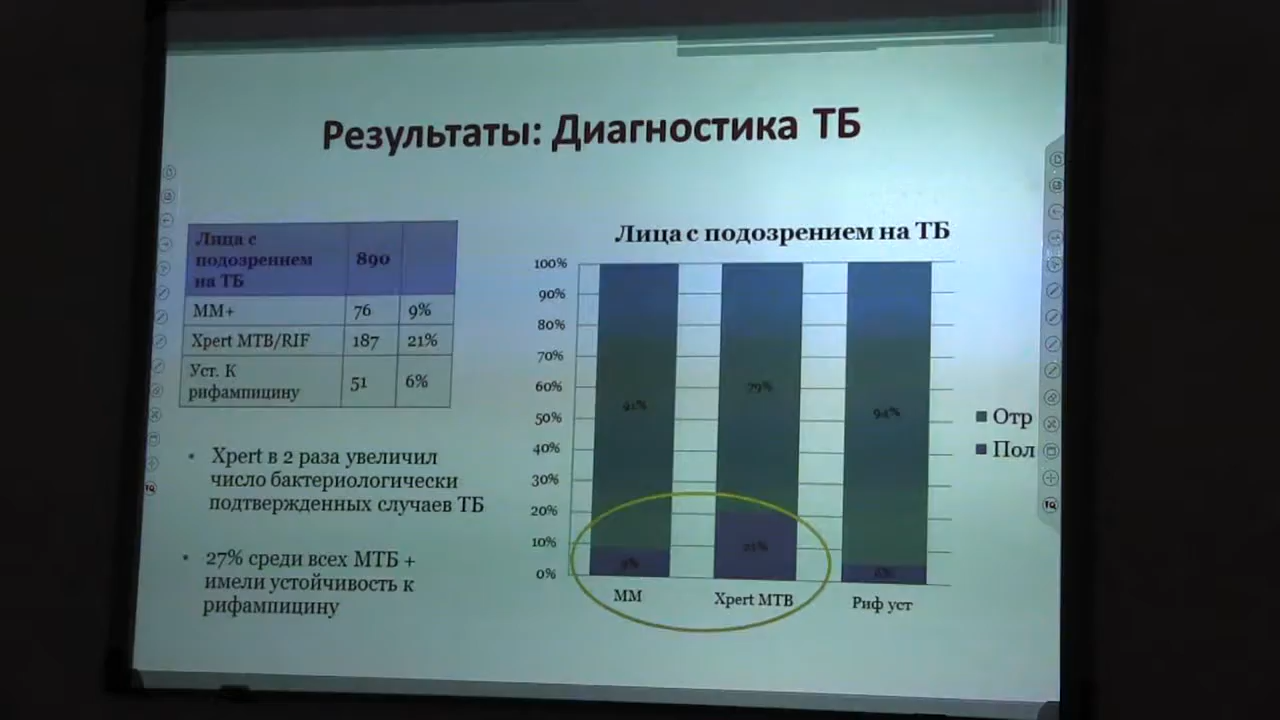 Результаты: Диагностика ТБ
Лица с
подозрением
на ТБ
890
ММ+ 76 9%
Xpert MTB/RIF 187 21%
Уст. К
рифампицину
51 6%
• Xpert в 2 раза увеличил
число бактериологически
подтвержденных случаев ТБ
• 27% среди всех МТБ +
имели устойчивость к
рифампицину
Лица с подозрением на ТБ
100%
90%
80%
70%
60%
50%
40%
30%
20%
10%
0%
91% 79% 94%
9% 21% 6%
ММ Xpert MTB Риф уст
Отр
Пол